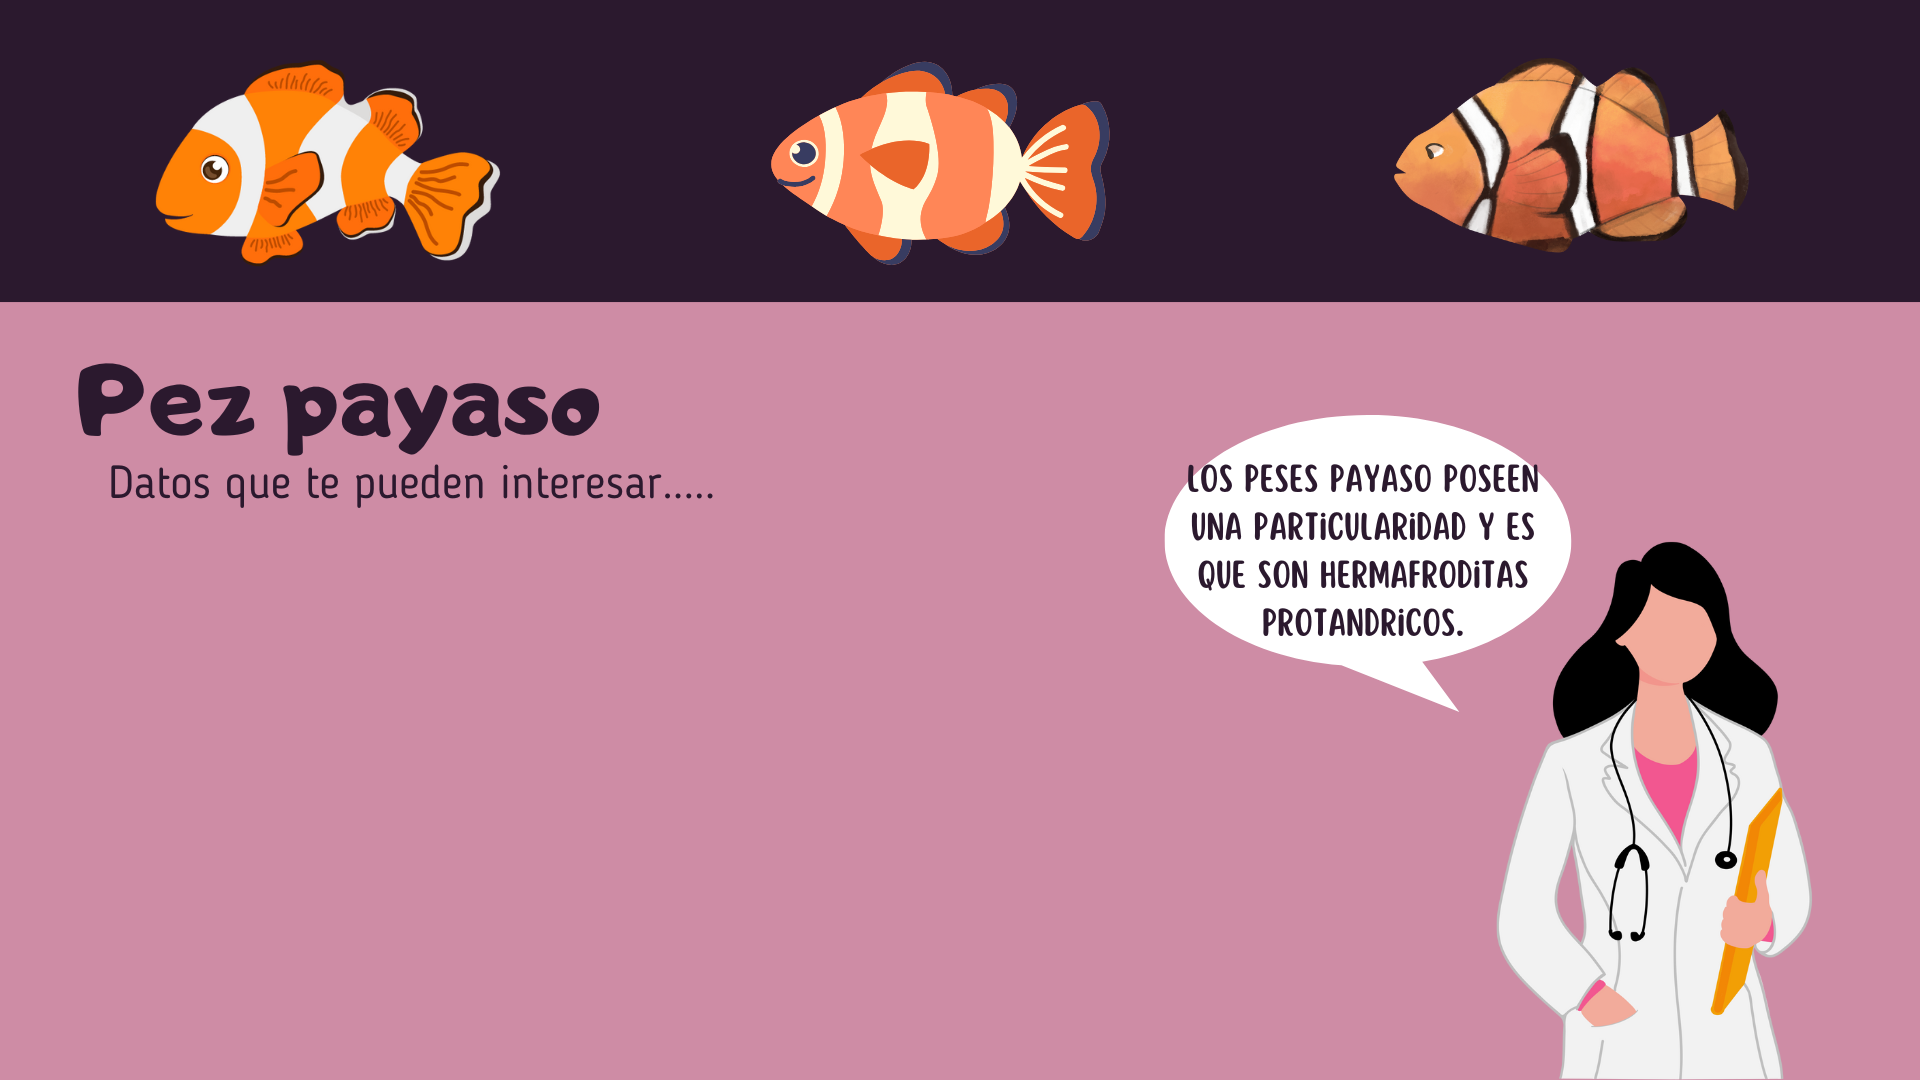 Pez payaso
Datos que te pueden interesar.....
LOS PESES PAYASO POSEEN
UNA PARTiCULARiDAD Y ES
QUE SON HERMAFRODiTAS
PROTANDRiCOS.